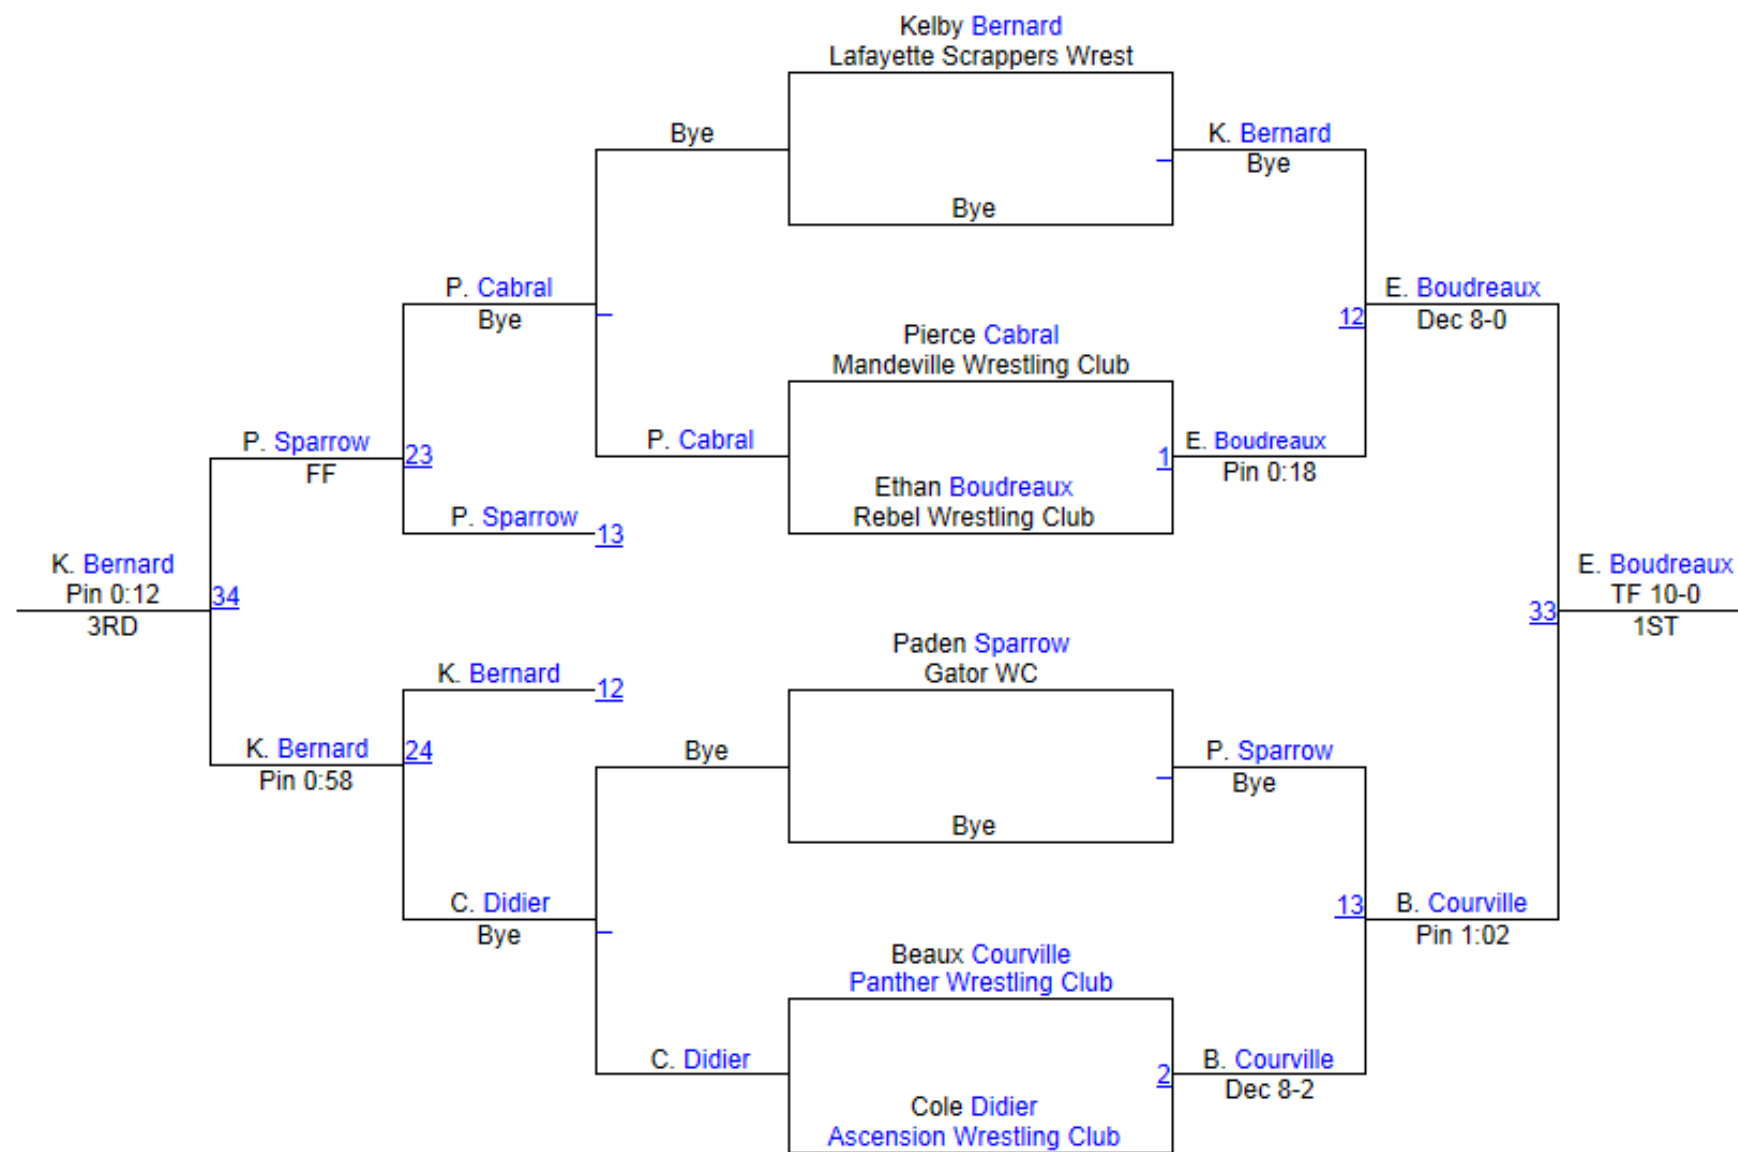 Kelby Bernard
Lafayette Scrappers Wrest
Bye
K. Bernard
Bye
Bye
P. Cabral
Bye
E. Boudreaux
12
Dec 8-0
Pierce Cabral
Mandeville Wrestling Club
P. Sparrow
23
FF
P. Cabral
1
E. Boudreaux
Pin 0:18
Ethan Boudreaux
Rebel Wrestling Club
P. Sparrow
13
K. Bernard
Pin 0:12
34
3RD
E. Boudreaux
TF 10-0
33
1ST
Paden Sparrow
Gator WC
K. Bernard
12
K. Bernard
24
Pin 0:58
Bye
P. Sparrow
Bye
Bye
C. Didier
Bye
13
B. Courville
Pin 1:02
Beaux Courville
Panther Wrestling Club
C. Didier
2
B. Courville
Dec 8-2
Cole Didier
Ascension Wrestling Club